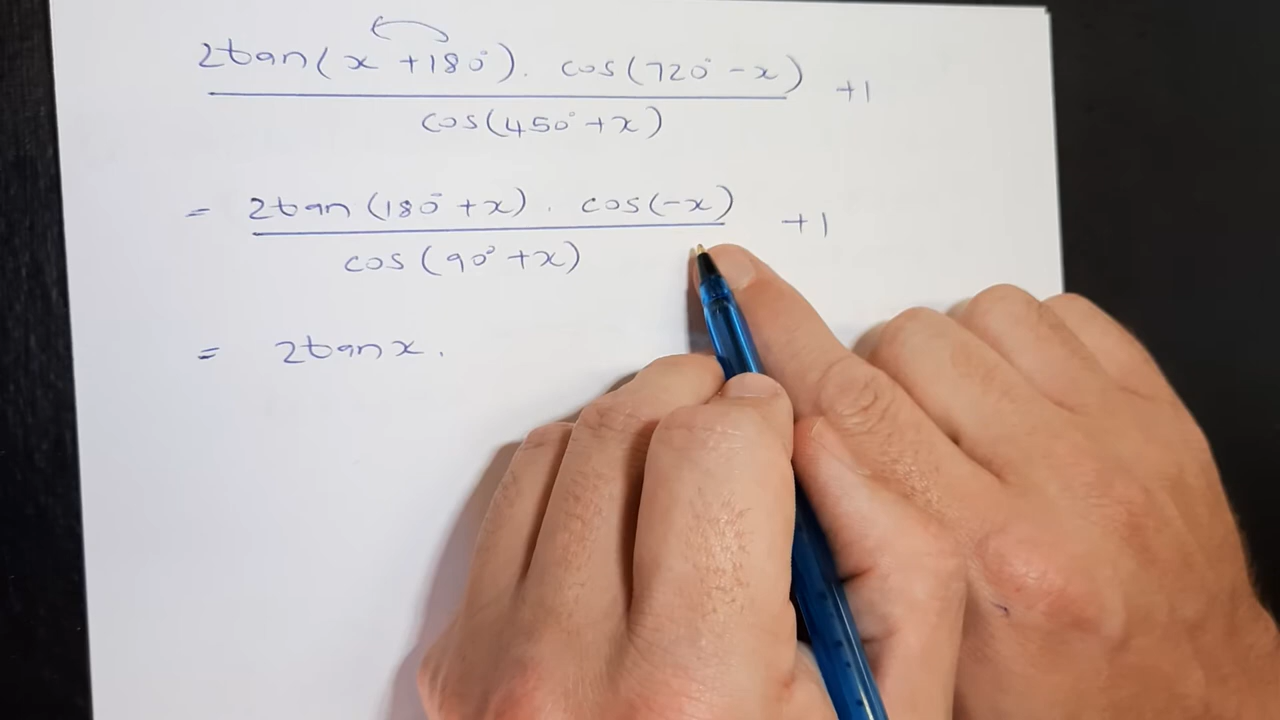 2tan(x +180°). cos(720° -x)
+1
cos(450°+x)
= 2tan (180° +x) . cos(-x)
+1
cos (90° +x)
= 2tan x .